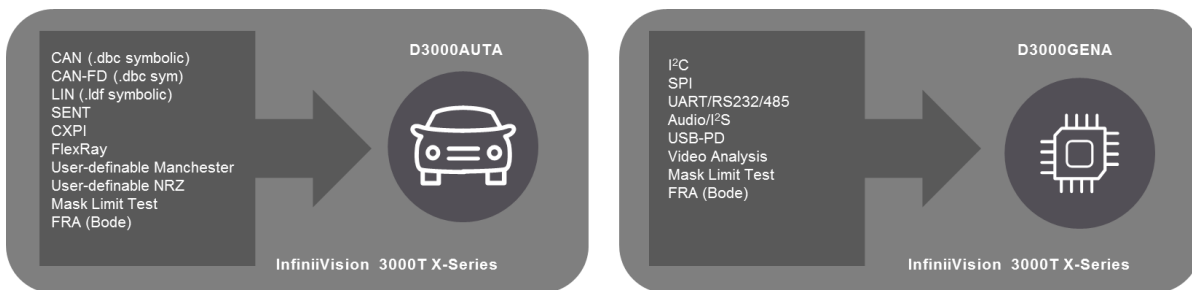 D3000AUTA
CAN (.dbc symbolic)
CAN-FD (.dbc sym)
LIN (.ldf symbolic)
SENT
CXPI
FlexRay
User-definable Manchester
User-definable NRZ
Mask Limit Test
FRA (Bode)
InfiniiVision 3000T X-Series
D3000GENA
I²C
SPI
UART/RS232/485
Audio/I²S
USB-PD
Video Analysis
Mask Limit Test
FRA (Bode)
InfiniiVision 3000T X-Series